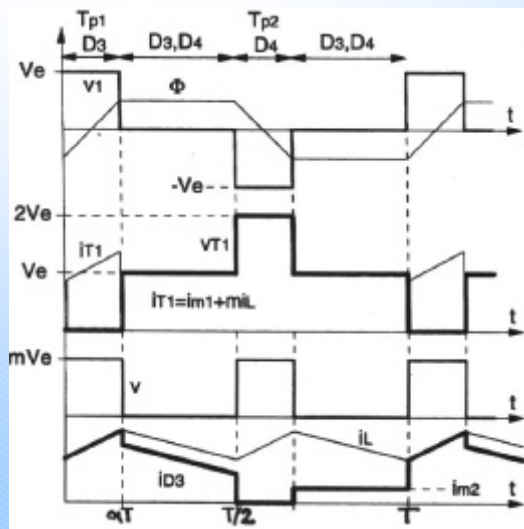 Tp1 Tp2
D3 D3,D4 D4 D3,D4
Ve
v1 Φ
t
-Ve
2Ve
iT1 vT1
Ve
iT1=im1+miL
t
mVe
v
t
iL
iD3
im2
t
αT T/2 T